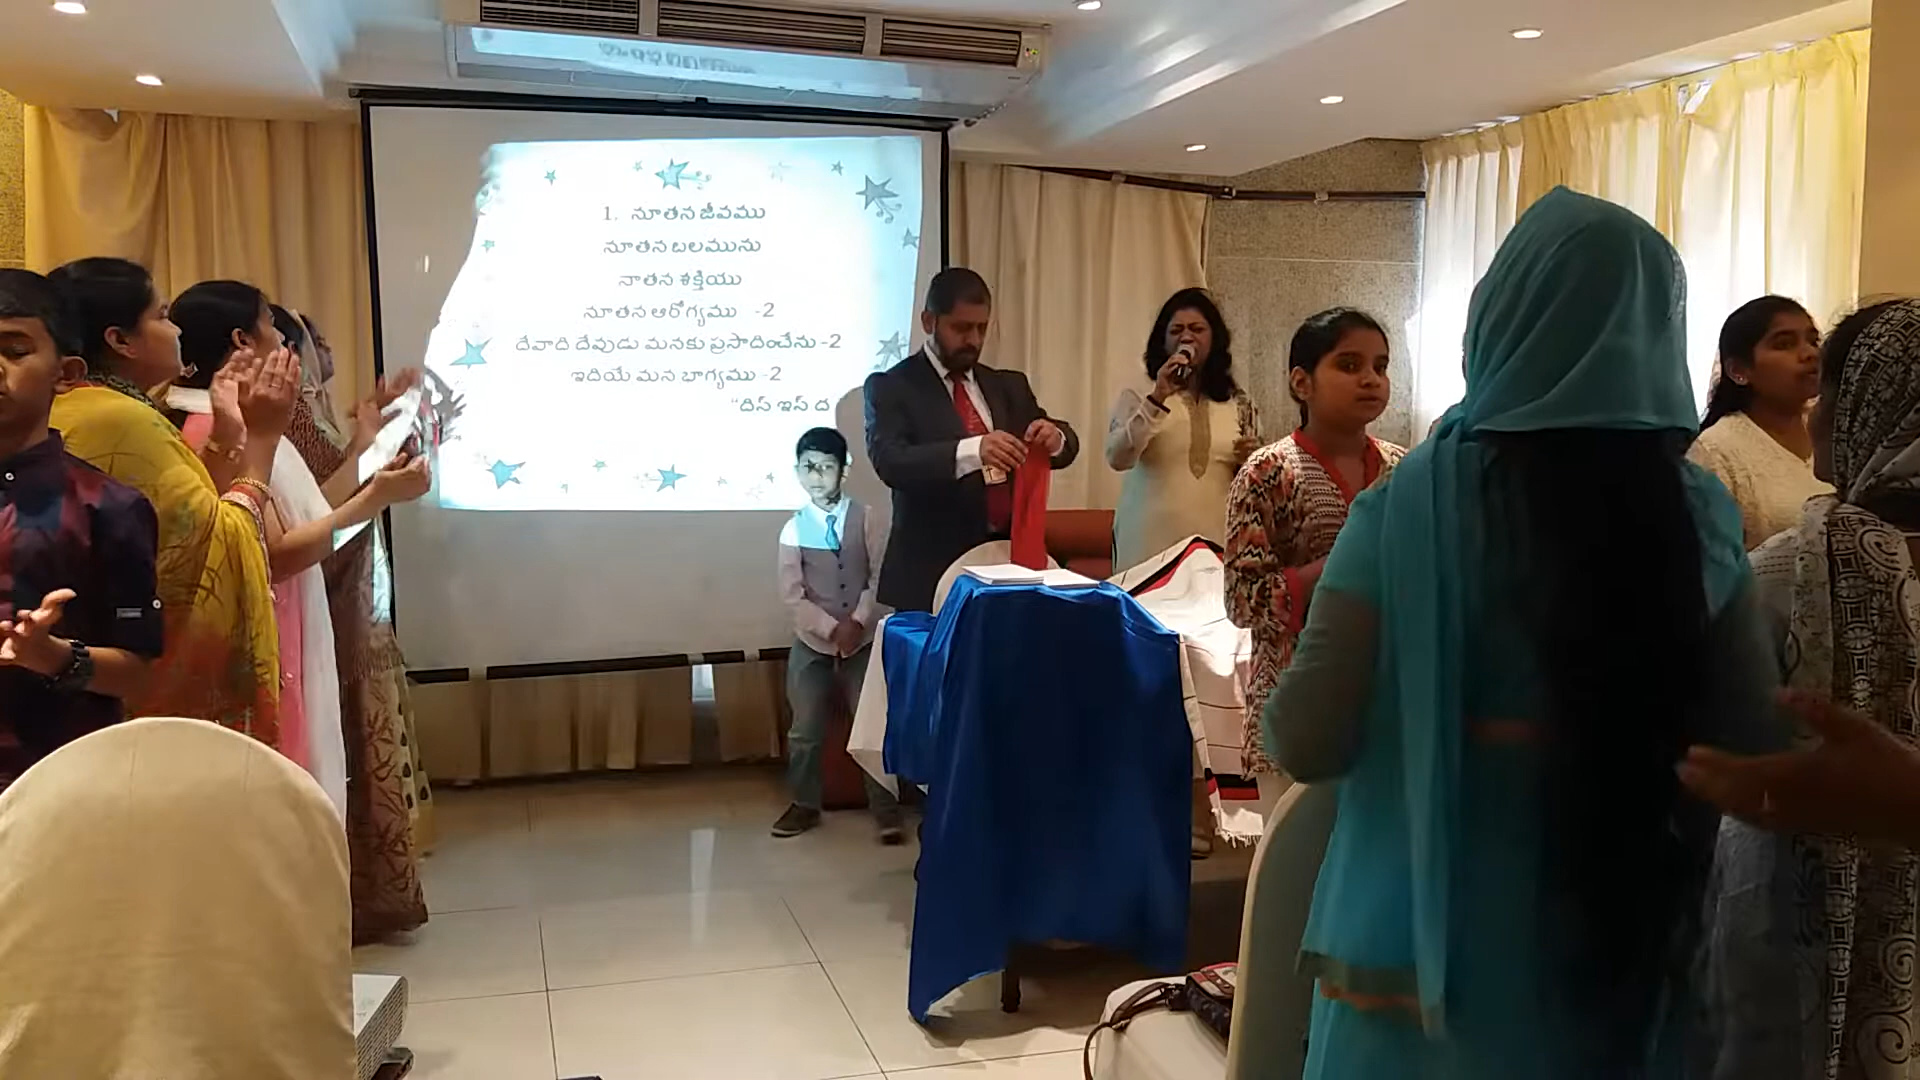 1. నూతన జీవము
నూతన బలమును
నాతన శక్తియు
నూతన ఆరోగ్యము -2
దేవాది దేవుడు మనకు ప్రసాదించేను -2
ఇదియే మన భాగ్యము -2
"దిస్ ఇస్ ద